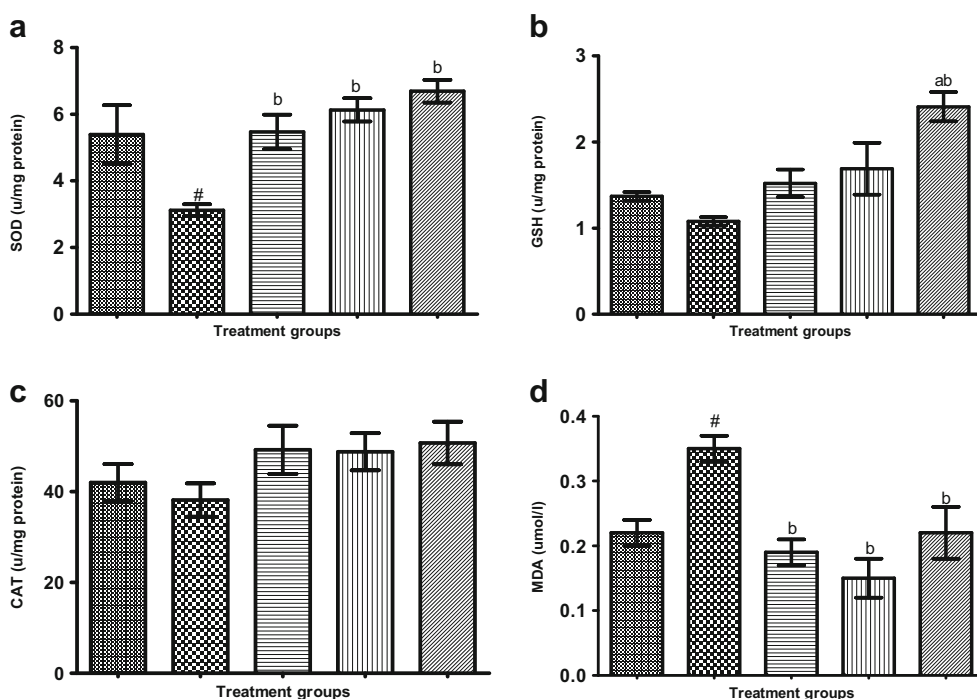 a
SOD (u/mg protein)
8
6
4
2
0
#
b
b
b
Treatment groups
b
GSH (u/mg protein)
3
2
1
0
ab
Treatment groups
c
CAT (u/mg protein)
60
40
20
0
Treatment groups
d
MDA (umol/l)
0.4
0.3
0.2
0.1
0.0
#
b
b
b
Treatment groups